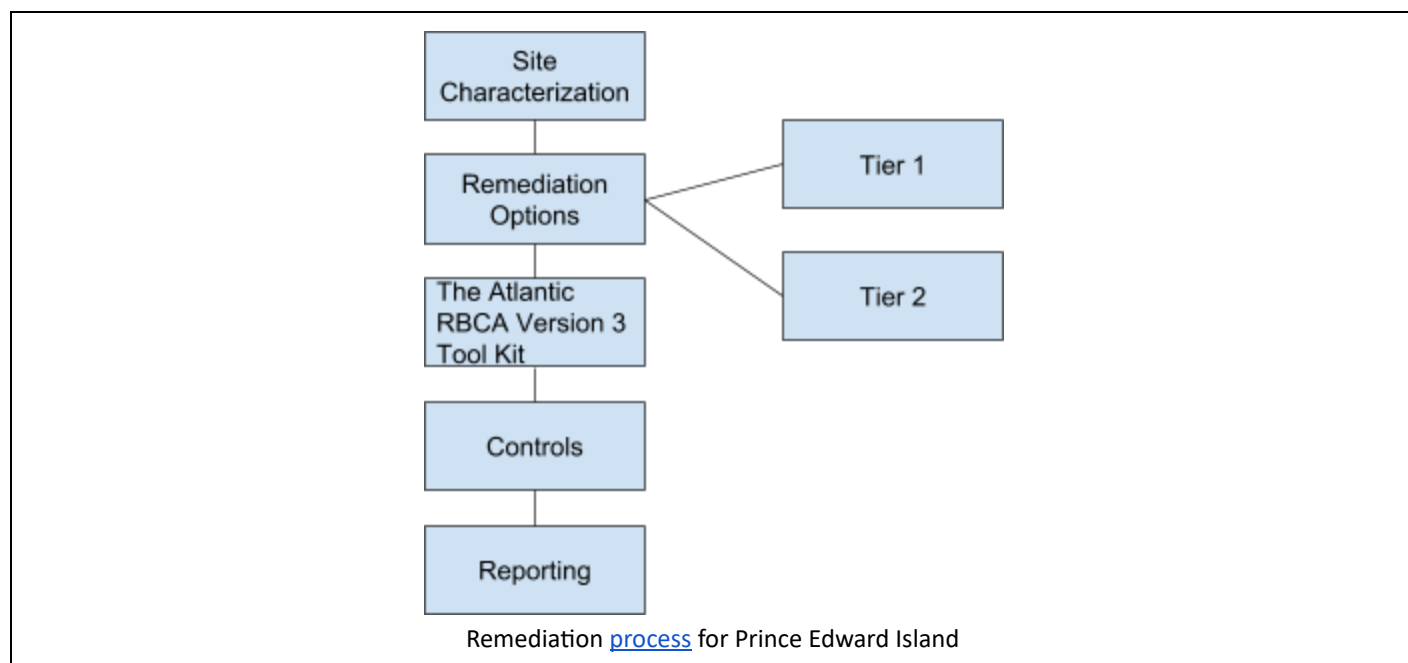 Site
Characterization
Remediation
Options
Tier 1
Tier 2
The Atlantic
RBCA Version 3
Tool Kit
Controls
Reporting
Remediation process for Prince Edward Island